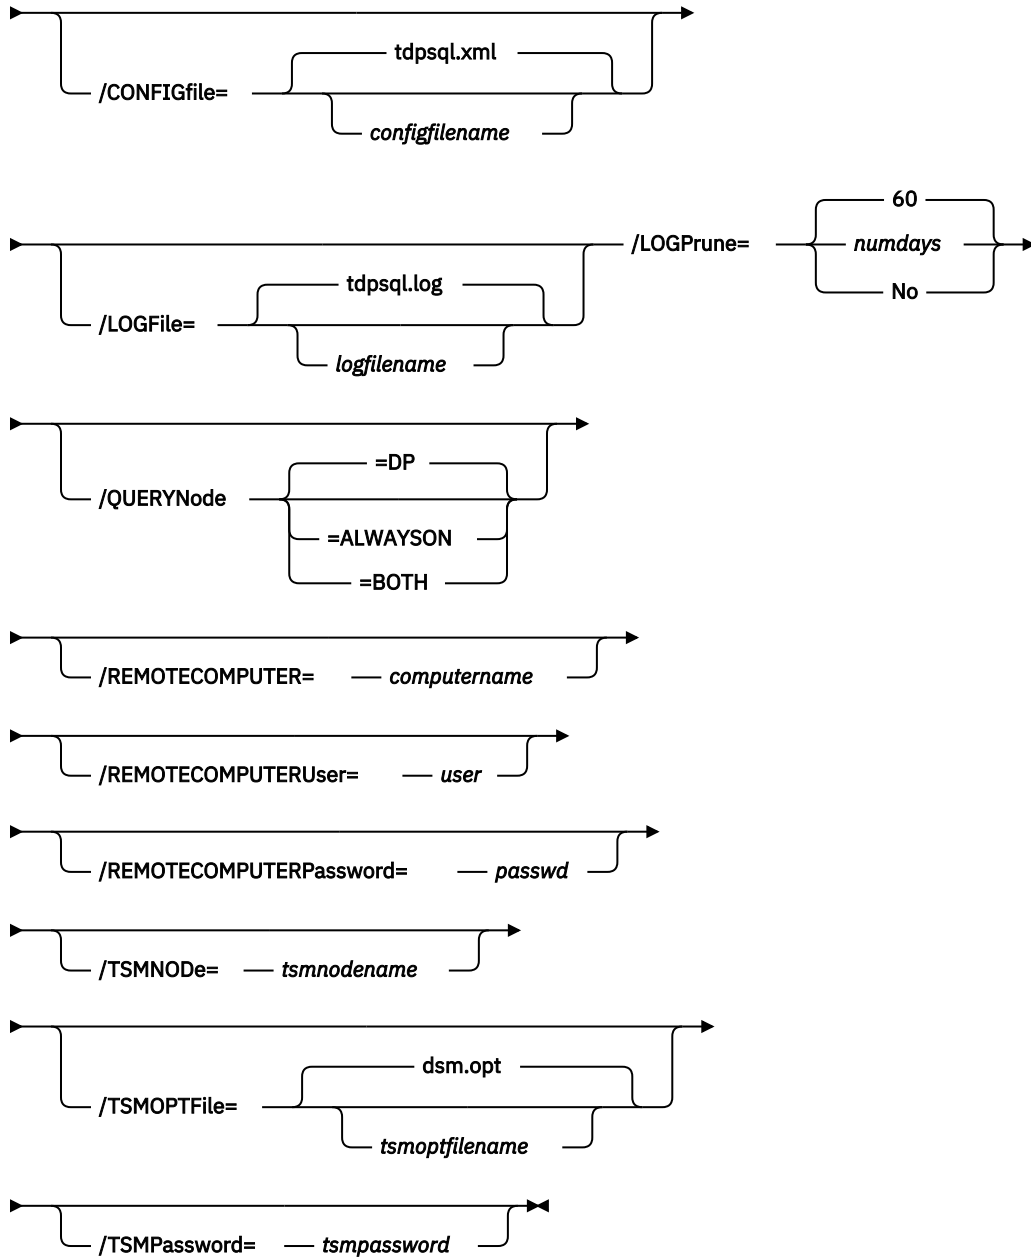 tdpsql.xml
/CONFIGfile=
configfilename
60
/LOGPrune= numdays
No
tdpsql.log
/LOGFile=
logfilename
=DP
/QUERYNode
=ALWAYSON
=BOTH
/REMOTECOMPUTER= computername
/REMOTECOMPUTERUser= user
/REMOTECOMPUTERPassword= passwd
/TSMNODe= tsmnodename
dsm.opt
/TSMOPTFile=
tsmoptfilename
/TSMPassword= tsmpassword